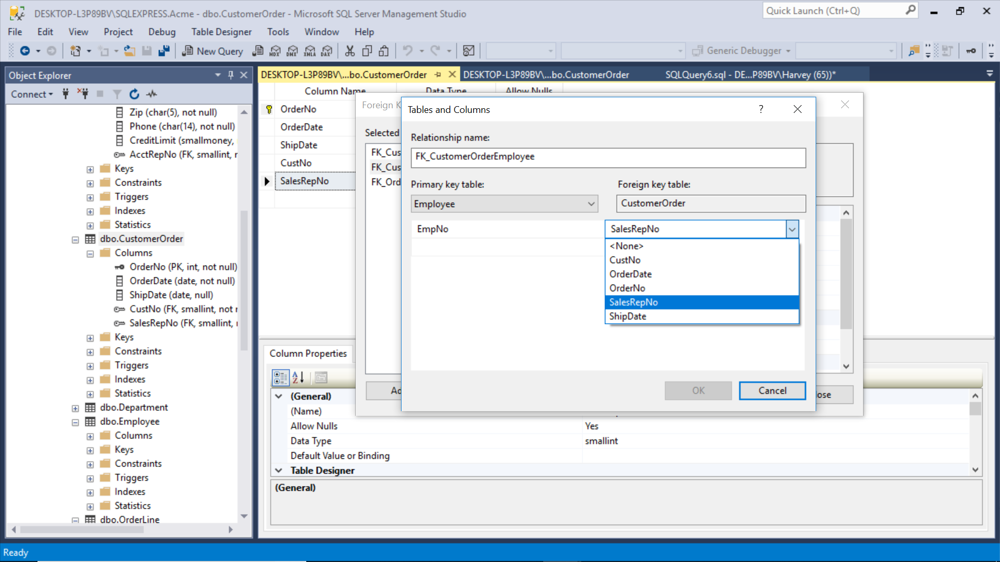 DESKTOP-L3P89BV\SQLEXPRESS.Acme - dbo.CustomerOrder - Microsoft SQL Server Management Studio
Quick Launch (Ctrl+Q)
File Edit View Project Debug Table Designer Tools Window Help
New Query MDX DMX XMLA DAX Generic Debugger
Object Explorer
Connect
Zip (char(5), not null)
Phone (char(14), not null)
CreditLimit (smallmoney,
AcctRepNo (FK, smallint, r
Keys
Constraints
Triggers
Indexes
Statistics
dbo.CustomerOrder
Columns
OrderNo (PK, int, not null)
OrderDate (date, not null)
ShipDate (date, null)
CustNo (FK, smallint, not r
SalesRepNo (FK, smallint,
Keys
Constraints
Triggers
Indexes
Statistics
dbo.Department
dbo.Employee
Columns
Keys
Constraints
Triggers
Indexes
Statistics
dbo.OrderLine
DESKTOP-L3P89BV\...bo.CustomerOrder DESKTOP-L3P89BV\...bo.CustomerOrder SQLQuery6.sql - DE...P89BV\Harvey (65))*
Column Name Data Type Allow Nulls
OrderNo
OrderDate
ShipDate
CustNo
SalesRepNo
Foreign K
Selected
FK_Cus
FK_Cus
FK_Ord
Ad
lose
Tables and Columns
?
Relationship name:
FK_CustomerOrderEmployee
Primary key table: Foreign key table:
Employee CustomerOrder
EmpNo SalesRepNo
<None>
CustNo
OrderDate
OrderNo
SalesRepNo
ShipDate
OK Cancel
Column Properties
A
Z
(General)
(Name)
Allow Nulls Yes
Data Type smallint
Default Value or Binding
Table Designer
(General)
Ready